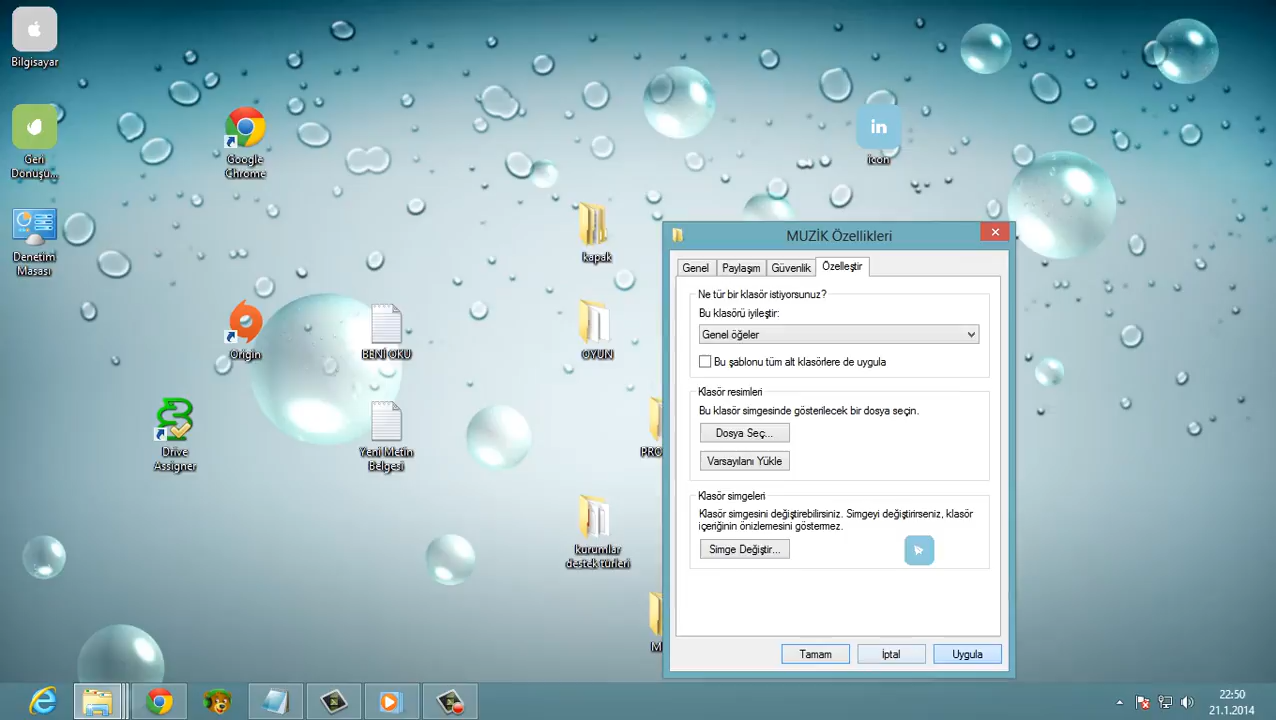 Bilgisayar
Geri
Dönüşü...
Google
Chrome
in
icon
Denetim
Masası
kapak
Origin
BENİ OKU
OYUN
Drive
Assigner
Yeni Metin
Belgesi
PRO
kurumlar
destek türleri
M
MUZİK Özellikleri
Genel
Paylaşım
Güvenlik
Özelleştir
Ne tür bir klasör istiyorsunuz?
Bu klasörü iyileştir:
Genel öğeler
Bu şablonu tüm alt klasörlere de uygula
Klasör resimleri
Bu klasör simgesinde gösterilecek bir dosya seçin.
Dosya Seç...
Varsayılanı Yükle
Klasör simgeleri
Klasör simgesini değiştirebilirsiniz. Simgeyi değiştirirseniz, klasör
içeriğinin önizlemesini göstermez.
Simge Değiştir...
Tamam
İptal
Uygula
22:50
21.1.2014